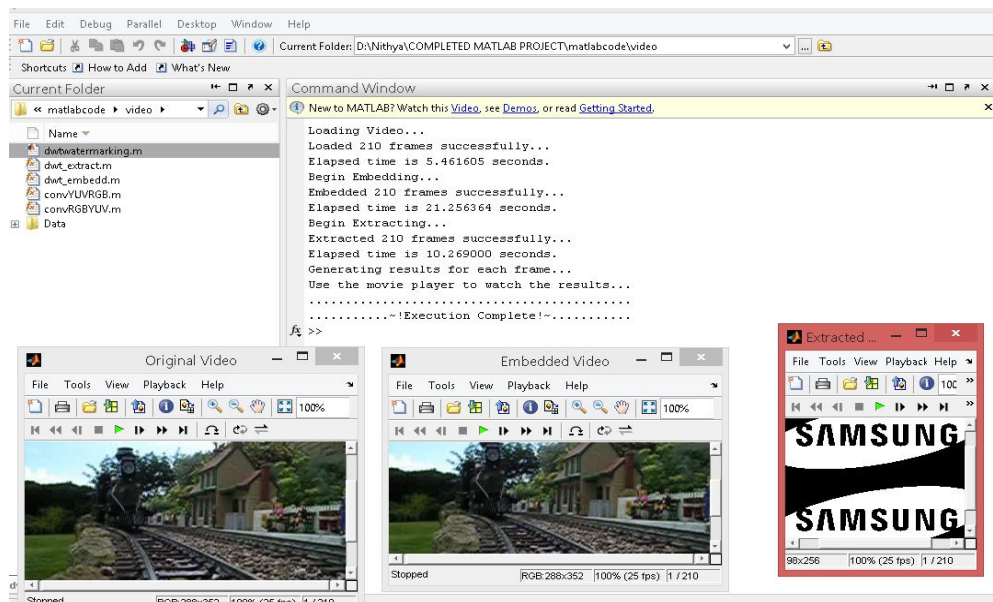 File Edit Debug Parallel Desktop Window Help
Current Folder: D:\Nithya\COMPLETED MATLAB PROJECT\matlabcode\video
Shortcuts How to Add What's New
Current Folder
« matlabcode video
Name
dwtwatermarking.m
dwt_extract.m
dwt_embedd.m
convYUVRGB.m
convRGBYUV.m
Data
Command Window
New to MATLAB? Watch this Video, see Demos, or read Getting Started.
Loading Video...
Loaded 210 frames successfully...
Elapsed time is 5.461605 seconds.
Begin Embedding...
Embedded 210 frames successfully...
Elapsed time is 21.256364 seconds.
Begin Extracting...
Extracted 210 frames successfully...
Elapsed time is 10.269000 seconds.
Generating results for each frame...
Use the movie player to watch the results...
............................................
...........~!Execution Complete!~...........
fx >>
Original Video
File Tools View Playback Help
100%
Stopped RGB:288x352 100% (25 fps) 1 / 210
Embedded Video
File Tools View Playback Help
100%
Stopped RGB:288x352 100% (25 fps) 1 / 210
Extracted ...
File Tools View Playback Help
SAMSUNG
SAMSUNG
98x256 100% (25 fps) 1 / 210